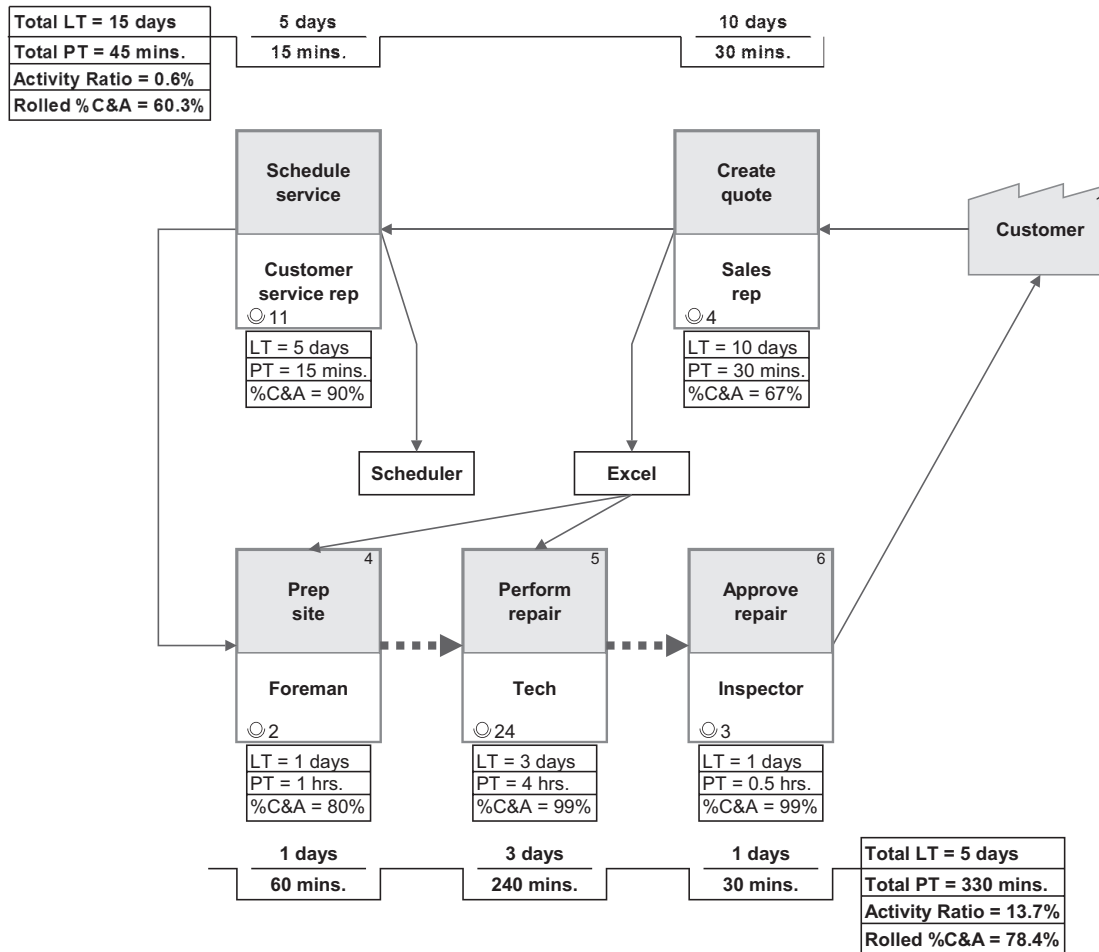 Total LT = 15 days
Total PT = 45 mins.
Activity Ratio = 0.6%
Rolled %C&A = 60.3%
5 days
15 mins.
10 days
30 mins.
Schedule
service
Customer
service rep
11
LT = 5 days
PT = 15 mins.
%C&A = 90%
Create
quote
Sales
rep
4
LT = 10 days
PT = 30 mins.
%C&A = 67%
Customer
Scheduler
Excel
4
Prep
site
Foreman
2
LT = 1 days
PT = 1 hrs.
%C&A = 80%
5
Perform
repair
Tech
24
LT = 3 days
PT = 4 hrs.
%C&A = 99%
6
Approve
repair
Inspector
3
LT = 1 days
PT = 0.5 hrs.
%C&A = 99%
1 days
60 mins.
3 days
240 mins.
1 days
30 mins.
Total LT = 5 days
Total PT = 330 mins.
Activity Ratio = 13.7%
Rolled %C&A = 78.4%